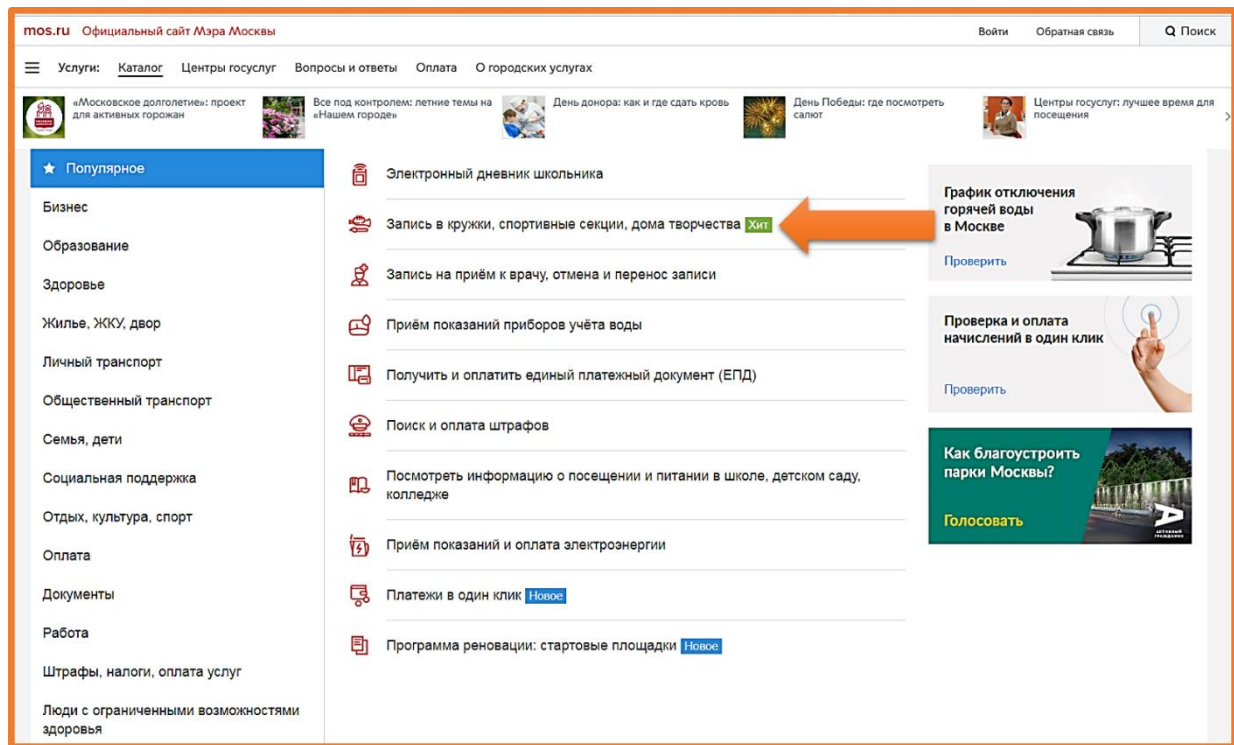 mos.ru Официальный сайт Мэра Москвы
Войти Обратная связь Поиск
Услуги: Каталог Центры госуслуг Вопросы и ответы Оплата О городских услугах
«Московское долголетие»: проект
для активных горожан
Все под контролем: летние темы на
«Нашем городе»
День донора: как и где сдать кровь
День Победы: где посмотреть
салют
Центры госуслуг: лучшее время для
посещения
Популярное
Бизнес
Образование
Здоровье
Жилье, ЖКУ, двор
Личный транспорт
Общественный транспорт
Семья, дети
Социальная поддержка
Отдых, культура, спорт
Оплата
Документы
Работа
Штрафы, налоги, оплата услуг
Люди с ограниченными возможностями
здоровья
Электронный дневник школьника
Запись в кружки, спортивные секции, дома творчества Хит
Запись на приём к врачу, отмена и перенос записи
Приём показаний приборов учёта воды
Получить и оплатить единый платежный документ (ЕПД)
Поиск и оплата штрафов
Посмотреть информацию о посещении и питании в школе, детском саду,
колледже
Приём показаний и оплата электроэнергии
Платежи в один клик Новое
Программа реновации: стартовые площадки Новое
График отключения
горячей воды
в Москве
Проверить
Проверка и оплата
начислений в один клик
Проверить
Как благоустроить
парки Москвы?
Голосовать
АКТИВНЫЙ
ГРАЖДАНИН